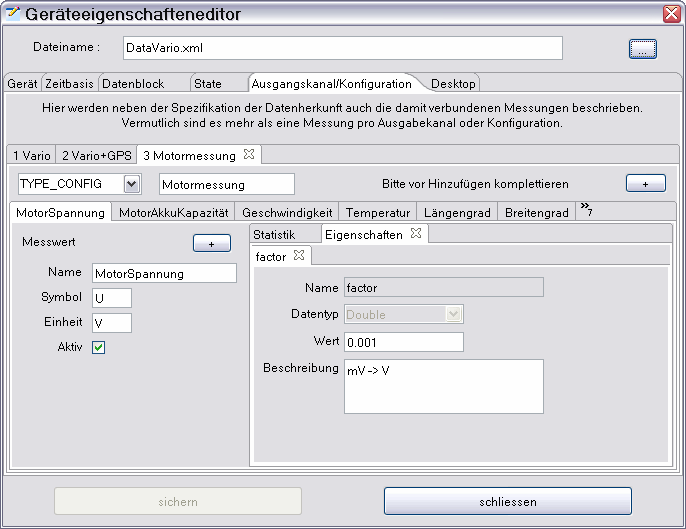 Geräteeigenschafteneditor
Dateiname :
DataVario.xml
...
Gerät Zeitbasis Datenblock State Ausgangskanal/Konfiguration Desktop
Hier werden neben der Spezifikation der Datenherkunft auch die damit verbundenen Messungen beschrieben.
Vermutlich sind es mehr als eine Messung pro Ausgabekanal oder Konfiguration.
1 Vario 2 Vario+GPS 3 Motormessung
TYPE_CONFIG Motormessung Bitte vor Hinzufügen komplettieren +
MotorSpannung MotorAkkuKapazität Geschwindigkeit Temperatur Längengrad Breitengrad »7
Messwert +
Name MotorSpannung
Symbol U
Einheit V
Aktiv
Statistik Eigenschaften
factor
Name factor
Datentyp Double
Wert 0.001
Beschreibung mV -> V
sichern schliessen